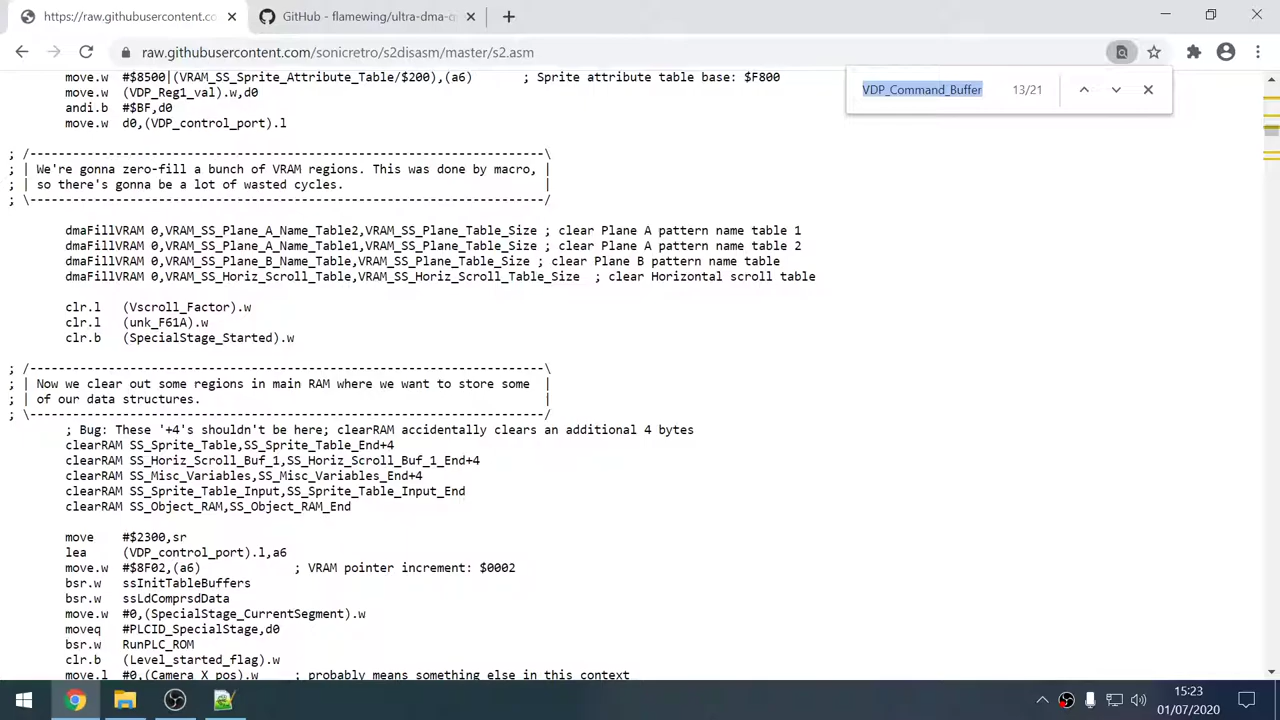 https://raw.githubusercontent.co
GitHub - flamewing/ultra-dma-q
raw.githubusercontent.com/sonicretro/s2disasm/master/s2.asm
VDP_Command_Buffer 13/21
move.w #$8500|(VRAM_SS_Sprite_Attribute_Table/$200),(a6) ; Sprite attribute table base: $F800
move.w (VDP_Reg1_val).w,d0
andi.b #$BF,d0
move.w d0,(VDP_control_port).l
; /---------------------------------------------------------------------\
; | We're gonna zero-fill a bunch of VRAM regions. This was done by macro, |
; | so there's gonna be a lot of wasted cycles. |
; \---------------------------------------------------------------------/
dmaFillVRAM 0,VRAM_SS_Plane_A_Name_Table2,VRAM_SS_Plane_Table_Size ; clear Plane A pattern name table 1
dmaFillVRAM 0,VRAM_SS_Plane_A_Name_Table1,VRAM_SS_Plane_Table_Size ; clear Plane A pattern name table 2
dmaFillVRAM 0,VRAM_SS_Plane_B_Name_Table,VRAM_SS_Plane_Table_Size ; clear Plane B pattern name table
dmaFillVRAM 0,VRAM_SS_Horiz_Scroll_Table,VRAM_SS_Horiz_Scroll_Table_Size ; clear Horizontal scroll table
clr.l (Vscroll_Factor).w
clr.l (unk_F61A).w
clr.b (SpecialStage_Started).w
; /---------------------------------------------------------------------\
; | Now we clear out some regions in main RAM where we want to store some |
; | of our data structures. |
; \---------------------------------------------------------------------/
; Bug: These '+4's shouldn't be here; clearRAM accidentally clears an additional 4 bytes
clearRAM SS_Sprite_Table,SS_Sprite_Table_End+4
clearRAM SS_Horiz_Scroll_Buf_1,SS_Horiz_Scroll_Buf_1_End+4
clearRAM SS_Misc_Variables,SS_Misc_Variables_End+4
clearRAM SS_Sprite_Table_Input,SS_Sprite_Table_Input_End
clearRAM SS_Object_RAM,SS_Object_RAM_End
move #$2300,sr
lea (VDP_control_port).l,a6
move.w #$8F02,(a6) ; VRAM pointer increment: $0002
bsr.w ssInitTableBuffers
bsr.w ssLdComprsdData
move.w #0,(SpecialStage_CurrentSegment).w
moveq #PLCID_SpecialStage,d0
bsr.w RunPLC_ROM
clr.b (Level_started_flag).w
move.l #0,(Camera_X_pos).w ; probably means something else in this context
15:23
01/07/2020